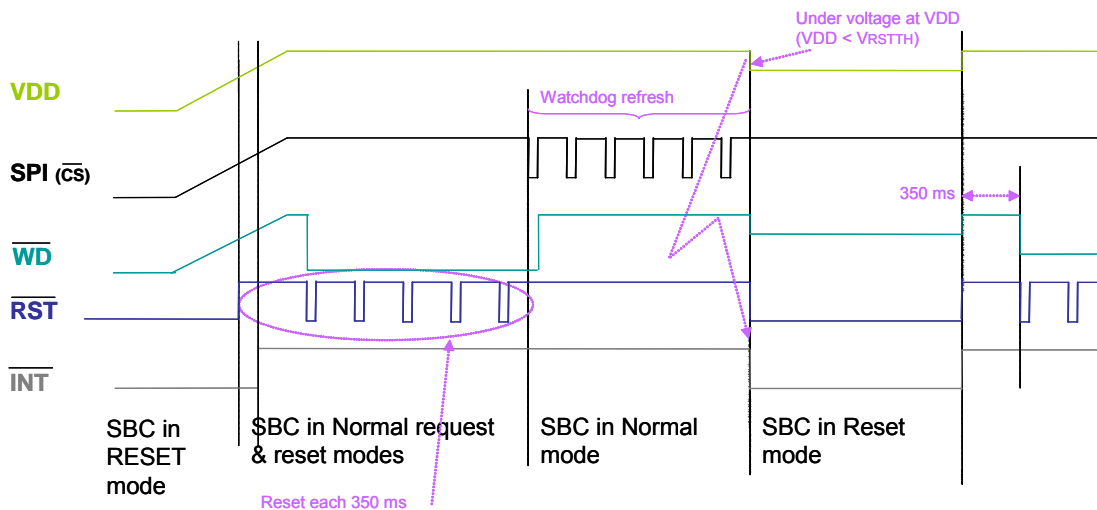 Under voltage at VDD
(VDD < VRSTTH)
VDD
Watchdog refresh
SPI (CS)
350 ms
WD
RST
INT
SBC in
RESET
mode
SBC in Normal request
& reset modes
SBC in Normal
mode
SBC in Reset
mode
Reset each 350 ms